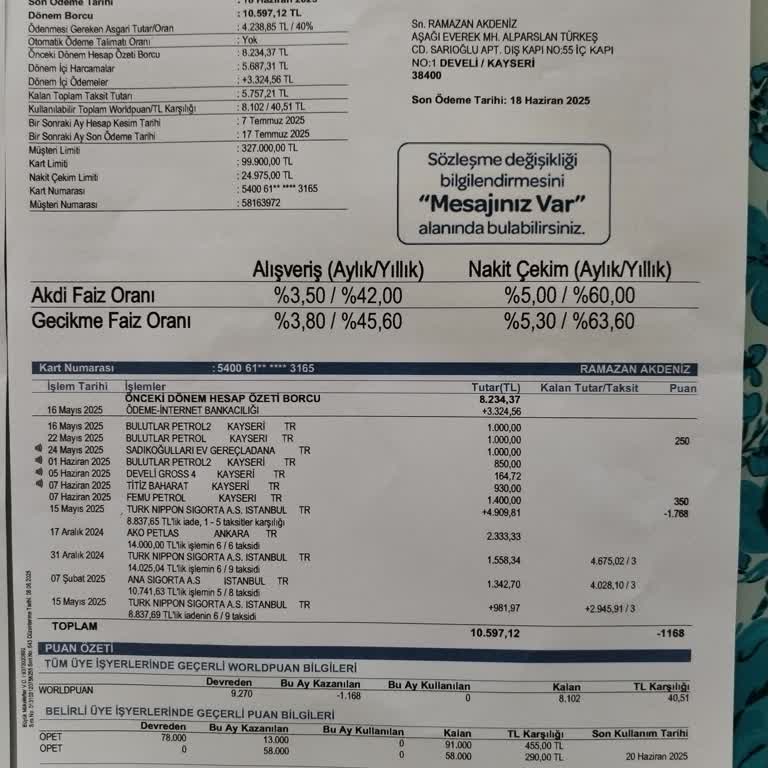 Son Ödeme Tarihi : 18 Haziran 2025
Dönem Borcu : 10.597,12 TL
Ödenmesi Gereken Asgari Tutar/Oran : 4.238,85 TL / 40%
Otomatik Ödeme Talimatı Oranı : Yok
Önceki Dönem Hesap Özeti Borcu : 8.234,37 TL
Dönem İçi Harcamalar : 5.687,31 TL
Dönem İçi Ödemeler : +3.324,56 TL
Kalan Toplam Taksit Tutarı : 5.757,21 TL
Kullanılabilir Toplam Worldpuan/TL Karşılığı : 8.102 / 40,51 TL
Bir Sonraki Ay Hesap Kesim Tarihi : 7 Temmuz 2025
Bir Sonraki Ay Son Ödeme Tarihi : 17 Temmuz 2025
Müşteri Limiti : 327.000,00 TL
Kart Limiti : 99.900,00 TL
Nakit Çekim Limiti : 24.975,00 TL
Kart Numarası : 5400 61** **** 3165
Müşteri Numarası : 58163972
Sn. RAMAZAN AKDENİZ
AŞAĞI EVEREK MH. ALPARSLAN TÜRKEŞ
CD. SARIOĞLU APT. DIŞ KAPI NO:55 İÇ KAPI
NO:1 DEVELİ / KAYSERİ
38400
Son Ödeme Tarihi: 18 Haziran 2025
Sözleşme değişikliği
bilgilendirmesini
“Mesajınız Var”
alanında bulabilirsiniz.
Alışveriş (Aylık/Yıllık) Nakit Çekim (Aylık/Yıllık)
Akdi Faiz Oranı %3,50 / %42,00 %5,00 / %60,00
Gecikme Faiz Oranı %3,80 / %45,60 %5,30 / %63,60
Kart Numarası : 5400 61** **** 3165 RAMAZAN AKDENİZ
İşlem Tarihi İşlemler Tutar(TL) Kalan Tutar/Taksit Puan
ÖNCEKİ DÖNEM HESAP ÖZETİ BORCU 8.234,37
16 Mayıs 2025 ÖDEME-İNTERNET BANKACILIĞI +3.324,56
16 Mayıs 2025 BULUTLAR PETROL2 KAYSERİ TR 1.000,00
22 Mayıs 2025 BULUTLAR PETROL KAYSERI TR 1.000,00 250
24 Mayıs 2025 SADIKOĞULLARI EV GEREÇLADANA TR 1.000,00
01 Haziran 2025 BULUTLAR PETROL2 KAYSERİ TR 850,00
05 Haziran 2025 DEVELİ GROSS 4 KAYSERİ TR 164,72
07 Haziran 2025 TİTİZ BAHARAT KAYSERİ TR 930,00
07 Haziran 2025 FEMU PETROL KAYSERI TR 1.400,00 350
15 Mayıs 2025 TURK NIPPON SIGORTA A.S. ISTANBUL TR +4.909,81 -1.768
8.837,65 TL'lik iade, 1 - 5 taksitler karşılığı
17 Aralık 2024 AKO PETLAS ANKARA TR 2.333,33
14.000,00 TL'lik işlemin 6 / 6 taksidi
31 Aralık 2024 TURK NIPPON SIGORTA A.S. ISTANBUL TR 1.558,34 4.675,02 / 3
14.025,04 TL'lik işlemin 6 / 9 taksidi
07 Şubat 2025 ANA SIGORTA A.S ISTANBUL TR 1.342,70 4.028,10 / 3
10.741,63 TL'lik işlemin 5 / 8 taksidi
15 Mayıs 2025 TURK NIPPON SIGORTA A.S. ISTANBUL TR +981,97 +2.945,91 / 3
8.837,69 TL'lik iadenin 6 / 9 taksidi
TOPLAM 10.597,12 -1168
PUAN ÖZETİ
TÜM ÜYE İŞYERLERİNDE GEÇERLİ WORLDPUAN BİLGİLERİ
Devreden Bu Ay Kazanılan Bu Ay Kullanılan Kalan TL Karşılığı
WORLDPUAN 9.270 -1.168 0 8.102 40,51
BELİRLİ ÜYE İŞYERLERİNDE GEÇERLİ PUAN BİLGİLERİ
Devreden Bu Ay Kazanılan Bu Ay Kullanılan Kalan TL Karşılığı Son Kullanım Tarihi
OPET 78.000 13.000 0 91.000 455,00 TL
OPET 0 58.000 0 58.000 290,00 TL 20 Haziran 2025